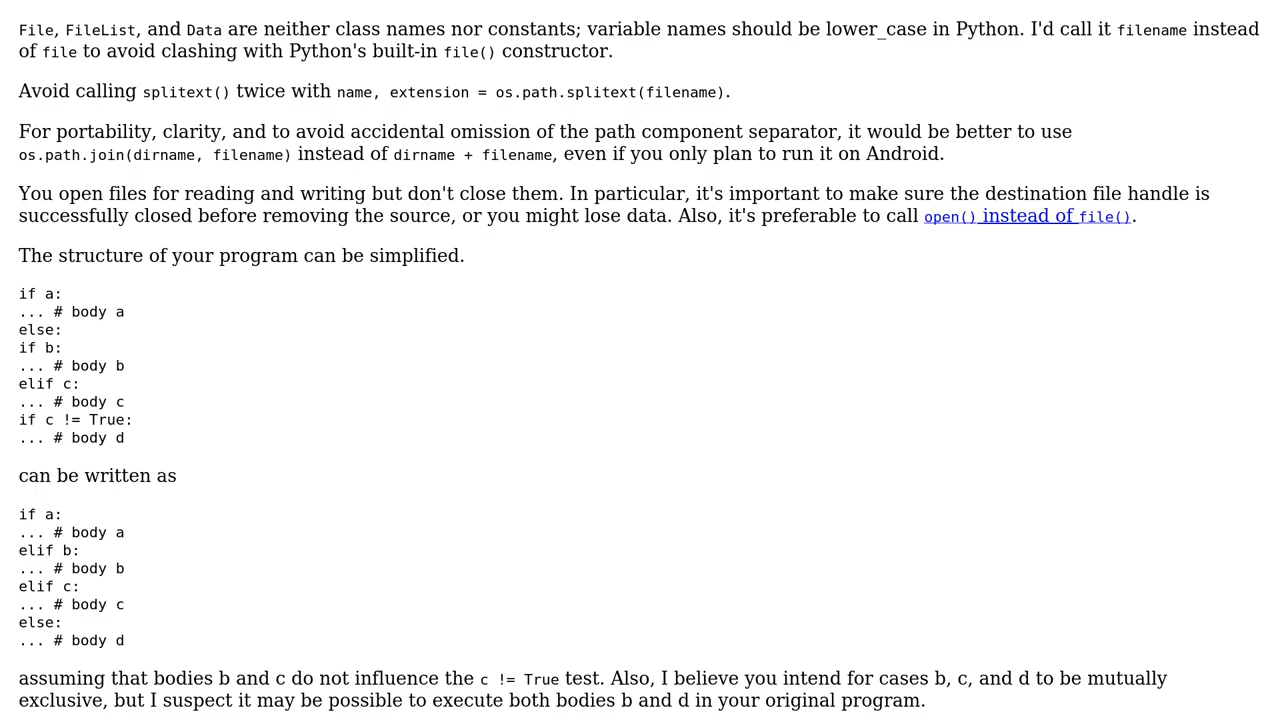 File, FileList, and Data are neither class names nor constants; variable names should be lower_case in Python. I'd call it filename instead
of file to avoid clashing with Python's built-in file() constructor.
Avoid calling splitext() twice with name, extension = os.path.splitext(filename).
For portability, clarity, and to avoid accidental omission of the path component separator, it would be better to use
os.path.join(dirname, filename) instead of dirname + filename, even if you only plan to run it on Android.
You open files for reading and writing but don't close them. In particular, it's important to make sure the destination file handle is
successfully closed before removing the source, or you might lose data. Also, it's preferable to call open() instead of file().
The structure of your program can be simplified.
if a:
... # body a
else:
if b:
... # body b
elif c:
... # body c
if c != True:
... # body d
can be written as
if a:
... # body a
elif b:
... # body b
elif c:
... # body c
else:
... # body d
assuming that bodies b and c do not influence the c != True test. Also, I believe you intend for cases b, c, and d to be mutually
exclusive, but I suspect it may be possible to execute both bodies b and d in your original program.